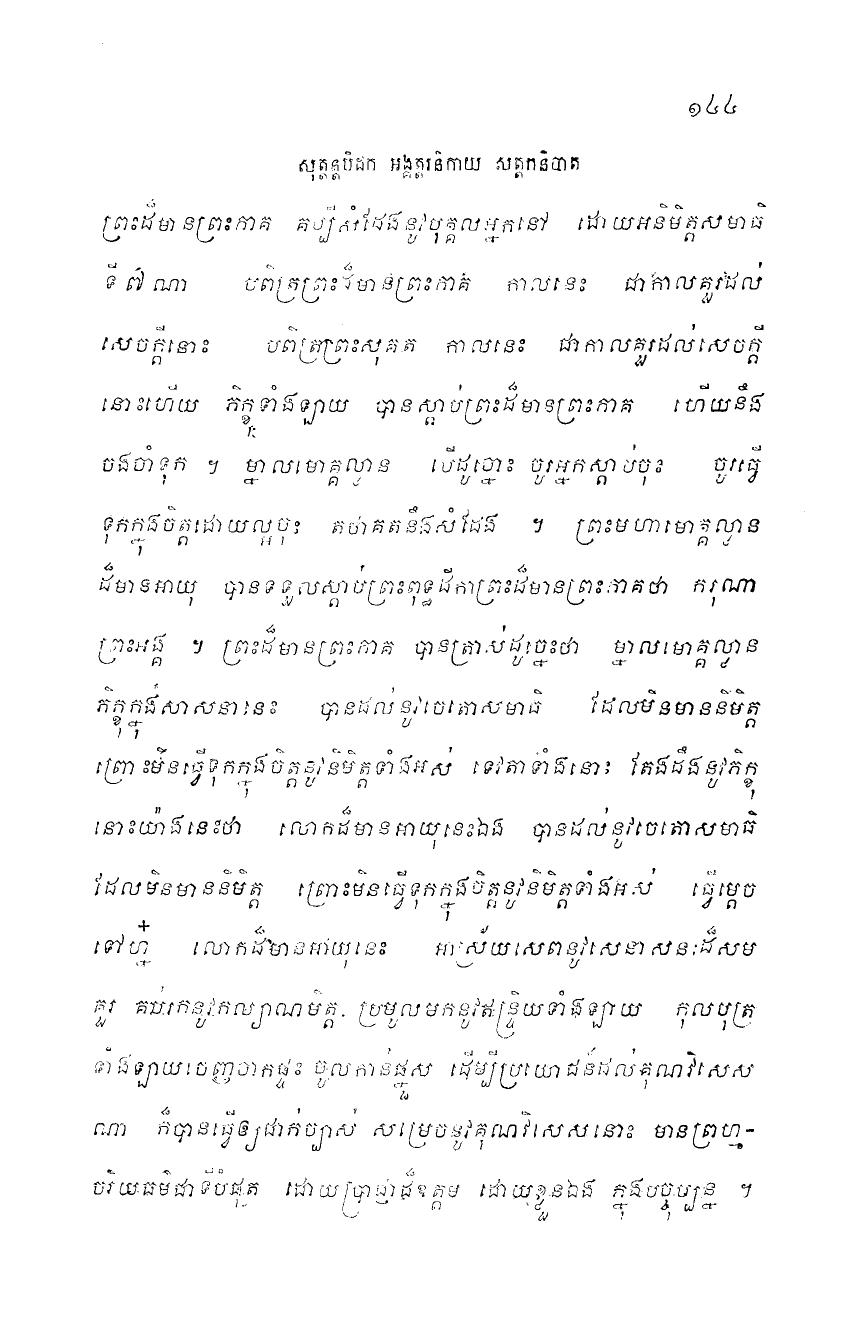 ១៤៤
សុត្តន្តបិដក អង្គុត្តរនិកាយ សត្តកនិបាត
ព្រះដ៏មានព្រះភាគ គប្បីសំដែងនូវបុគ្គលអ្នកនៅ ដោយអនិមិត្តសមាធិ
ទី៧ណា បពិត្រព្រះដ៏មានព្រះភាគ កាលនេះ ជាកាលគួរដល់
សេចក្តីនោះ បពិត្រព្រះសុគត កាលនេះ ជាកាលគួរដល់សេចក្តី
នោះហើយ ភិក្ខុទាំងឡាយ បានស្តាប់ព្រះដ៏មានព្រះភាគ ហើយនឹង
ចងចាំទុក ។ ម្នាលមោគ្គល្លាន បើដូច្នោះ ចូរអ្នកស្តាប់ចុះ ចូរធ្វើ
ទុកក្នុងចិត្តដោយល្អចុះ តថាគតនឹងសំដែង ។ ព្រះមហាមោគ្គល្លាន
ដ៏មានអាយុ បានទទួលស្តាប់ព្រះពុទ្ធដីកាព្រះដ៏មានព្រះភាគថា ករុណា
ព្រះអង្គ ។ ព្រះដ៏មានព្រះភាគ បានត្រាស់ដូច្នេះថា ម្នាលមោគ្គល្លាន
ភិក្ខុក្នុងសាសនានេះ បានដល់នូវចេតោសមាធិ ដែលមិនមាននិមិត្ត
ព្រោះមិនធ្វើទុកក្នុងចិត្តនូវនិមិត្តទាំងអស់ ទេវតាទាំងនោះ តែងដឹងនូវភិក្ខុ
នោះយ៉ាងនេះថា លោកដ៏មានអាយុនេះឯង បានដល់នូវចេតោសមាធិ
ដែលមិនមាននិមិត្ត ព្រោះមិនធ្វើទុកក្នុងចិត្តនូវនិមិត្តទាំងអស់ ធ្វើម្តេច
ទៅហ្ន៎ លោកដ៏មានអាយុនេះ អាស្រ័យសេពនូវសេនាសនៈដ៏សម
គួរ គប់រកនូវកល្យាណមិត្ត ប្រមូលមកនូវឥន្ទ្រិយទាំងឡាយ កុលបុត្រ
ទាំងឡាយចេញចាកផ្ទះ ចូលកាន់ផ្នួស ដើម្បីប្រយោជន៍ដល់គុណវិសេស
ណា ក៏បានធ្វើឲ្យជាក់ច្បាស់ សម្រេចនូវគុណវិសេសនោះ មានព្រហ្ម-
ចរិយធម៌ជាទីបំផុត ដោយប្រាជ្ញាដ៏ឧត្តម ដោយខ្លួនឯង ក្នុងបច្ចុប្បន្ន ។